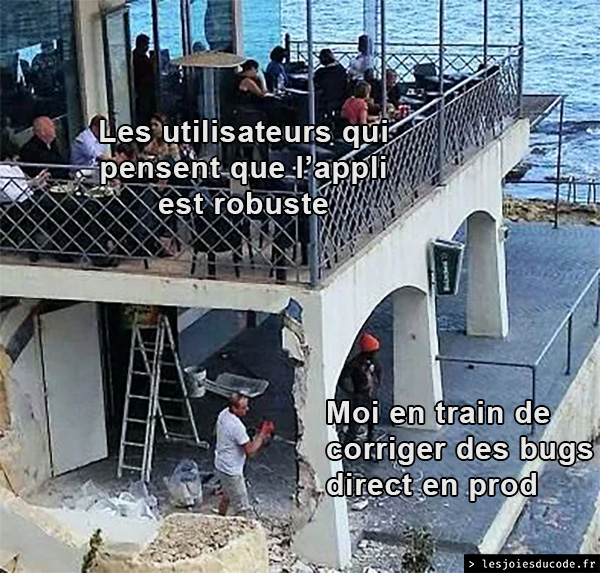 Les utilisateurs qui
pensent que l’appli
est robuste
Moi en train de
corriger des bugs
direct en prod
> lesjoiesducode.fr